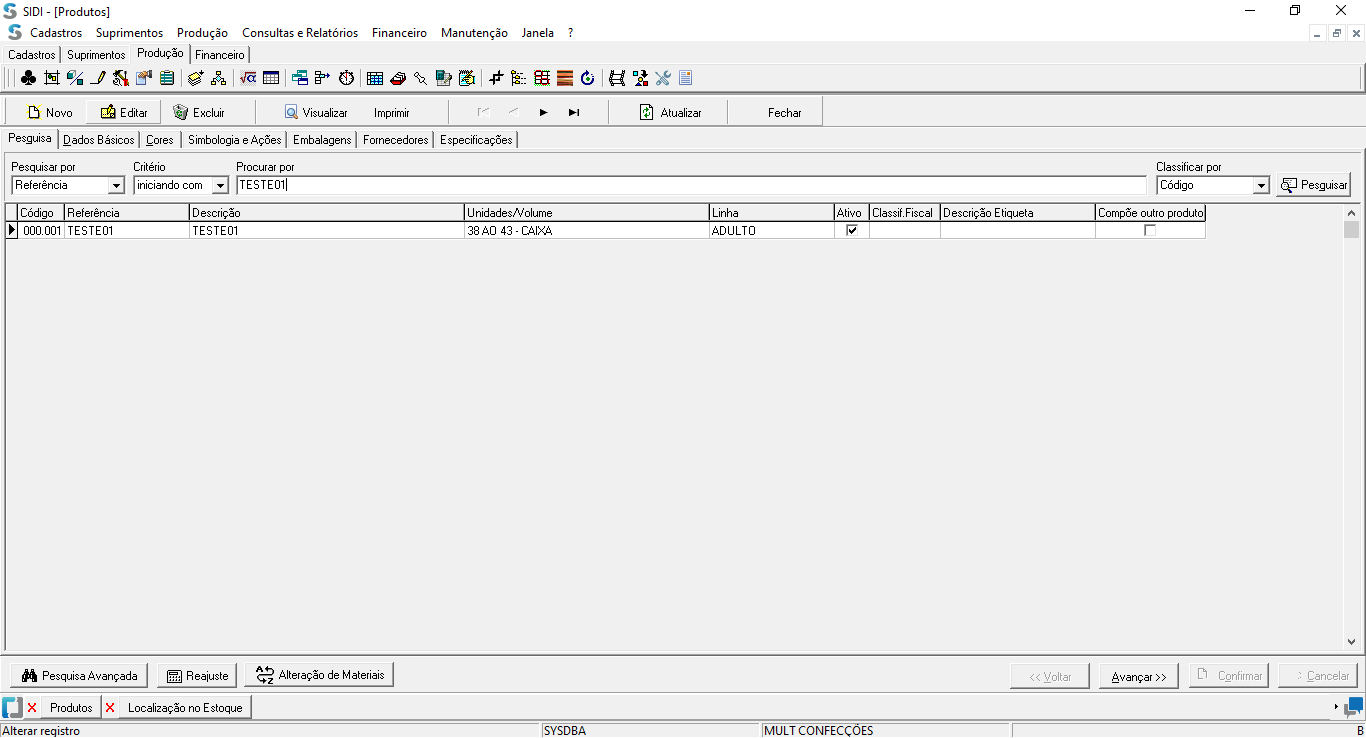 SIDI - [Produtos]
Cadastros Suprimentos Produção Consultas e Relatórios Financeiro Manutenção Janela ?
Cadastros Suprimentos Produção Financeiro
Novo Editar Excluir Visualizar Imprimir Atualizar Fechar
Pesquisa Dados Básicos Cores Simbologia e Ações Embalagens Fornecedores Especificações
Pesquisar por Critério Procurar por Classificar por
Referência iniciando com TESTE01 Código Pesquisar
Código Referência Descrição Unidades/Volume Linha Ativo Classif.Fiscal Descrição Etiqueta Compõe outro produto
000.001 TESTE01 TESTE01 38 AO 43 - CAIXA ADULTO
Pesquisa Avançada Reajuste Alteração de Materiais << Voltar Avançar >> Confirmar Cancelar
Produtos Localização no Estoque
Alterar registro SYSDBA MULT CONFECÇÕES B